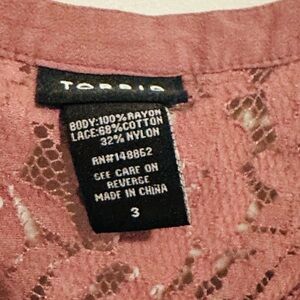 TORRID
BODY:100%RAYON
LACE:68%COTTON
32%NYLON
RN#148862
SEE CARE ON
REVERSE
MADE IN CHINA
3